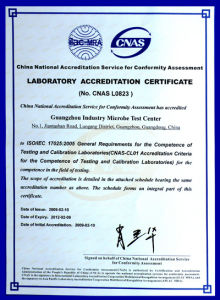 ilac-MRA
CNAS
China National Accreditation Service for Conformity Assessment
LABORATORY ACCREDITATION CERTIFICATE
(No. CNAS L0823 )
China National Accreditation Service for Conformity Assessment has accredited
Guangzhou Industry Microbe Test Center
No.1, Jiantashan Road, Luogang District, Guangzhou, Guangdong, China
to ISO/IEC 17025:2005 General Requirements for the Competence of
Testing and Calibration Laboratories(CNAS-CL01 Accreditation Criteria
for the Competence of Testing and Calibration Laboratories) for the
competence in the field of testing.
The scope of accreditation is detailed in the attached schedule bearing the same
accreditation number as above. The schedule forms an integral part of this
certificate.
Date of Issue: 2009-02-10
Date of Expiry: 2012-02-09
Date of Initial Accreditation: 2009-02-10
Signed on behalf of China National Accreditation Service
for Conformity Assessment